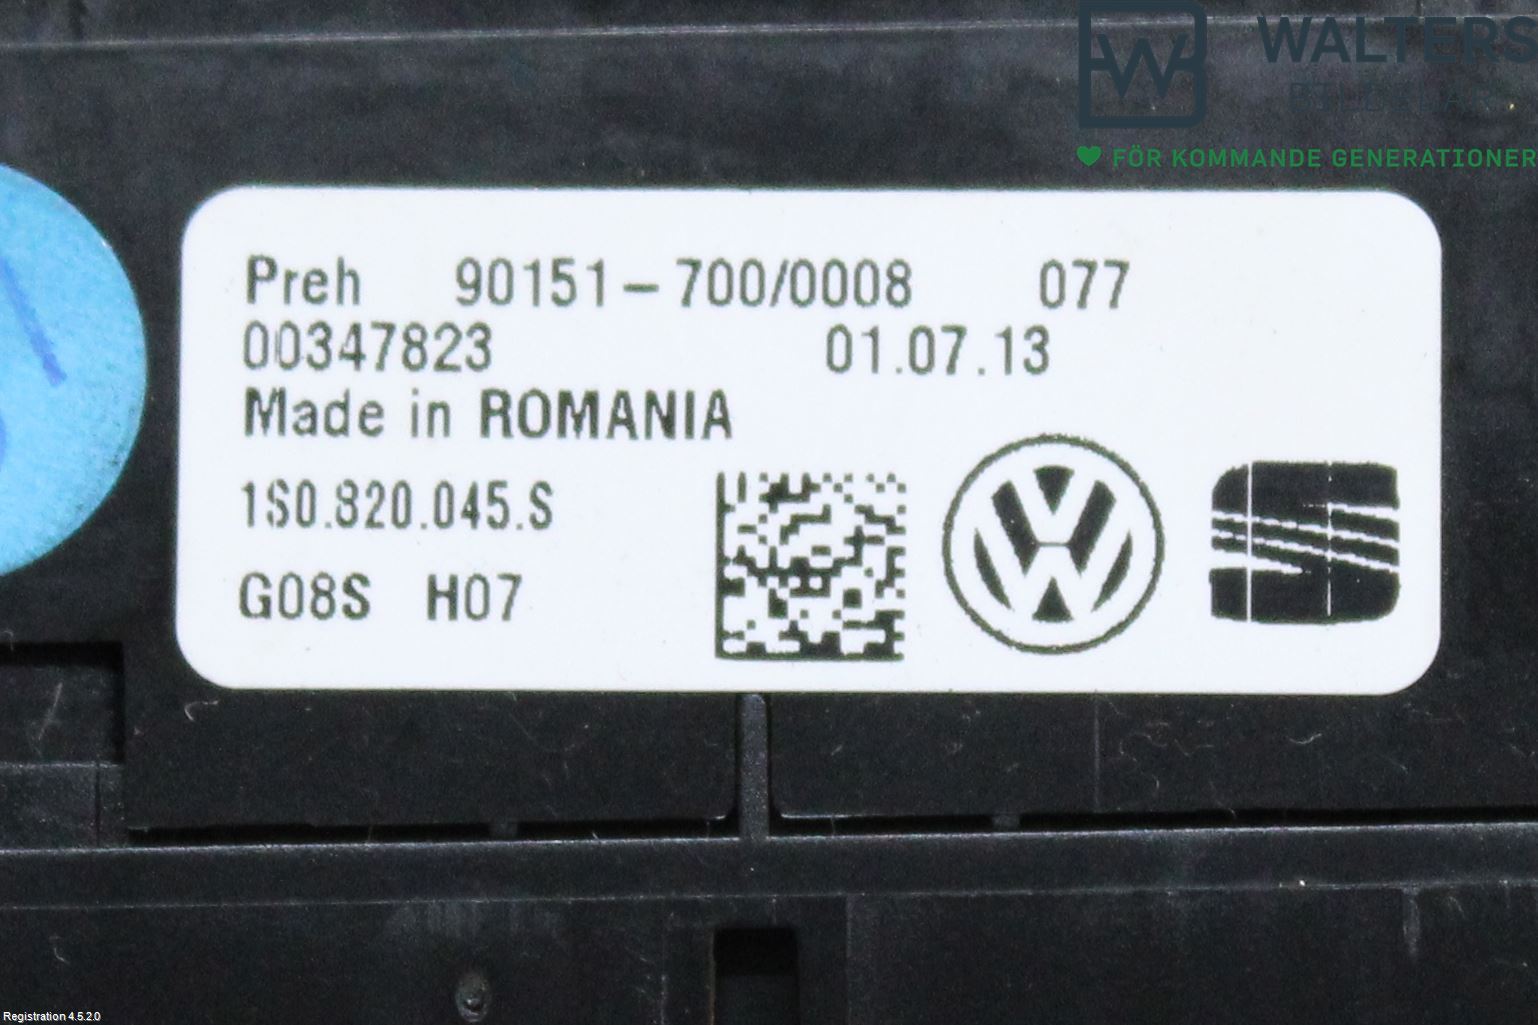 WALTERS
BILDELAR
FÖR KOMMANDE GENERATIONER
Preh 90151-700/0008 077
00347823 01.07.13
Made in ROMANIA
1S0.820.045.S
G08S H07
Registration 4.5.2.0